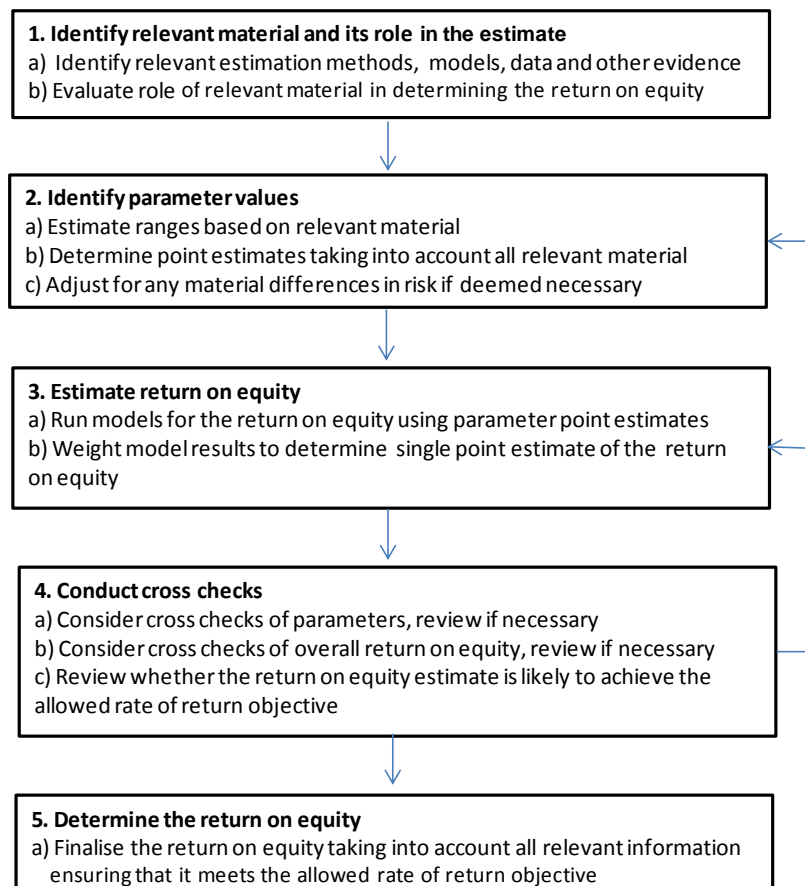 1. Identify relevant material and its role in the estimate
a) Identify relevant estimation methods, models, data and other evidence
b) Evaluate role of relevant material in determining the return on equity
2. Identify parameter values
a) Estimate ranges based on relevant material
b) Determine point estimates taking into account all relevant material
c) Adjust for any material differences in risk if deemed necessary
3. Estimate return on equity
a) Run models for the return on equity using parameter point estimates
b) Weight model results to determine single point estimate of the return
on equity
4. Conduct cross checks
a) Consider cross checks of parameters, review if necessary
b) Consider cross checks of overall return on equity, review if necessary
c) Review whether the return on equity estimate is likely to achieve the
allowed rate of return objective
5. Determine the return on equity
a) Finalise the return on equity taking into account all relevant information
ensuring that it meets the allowed rate of return objective